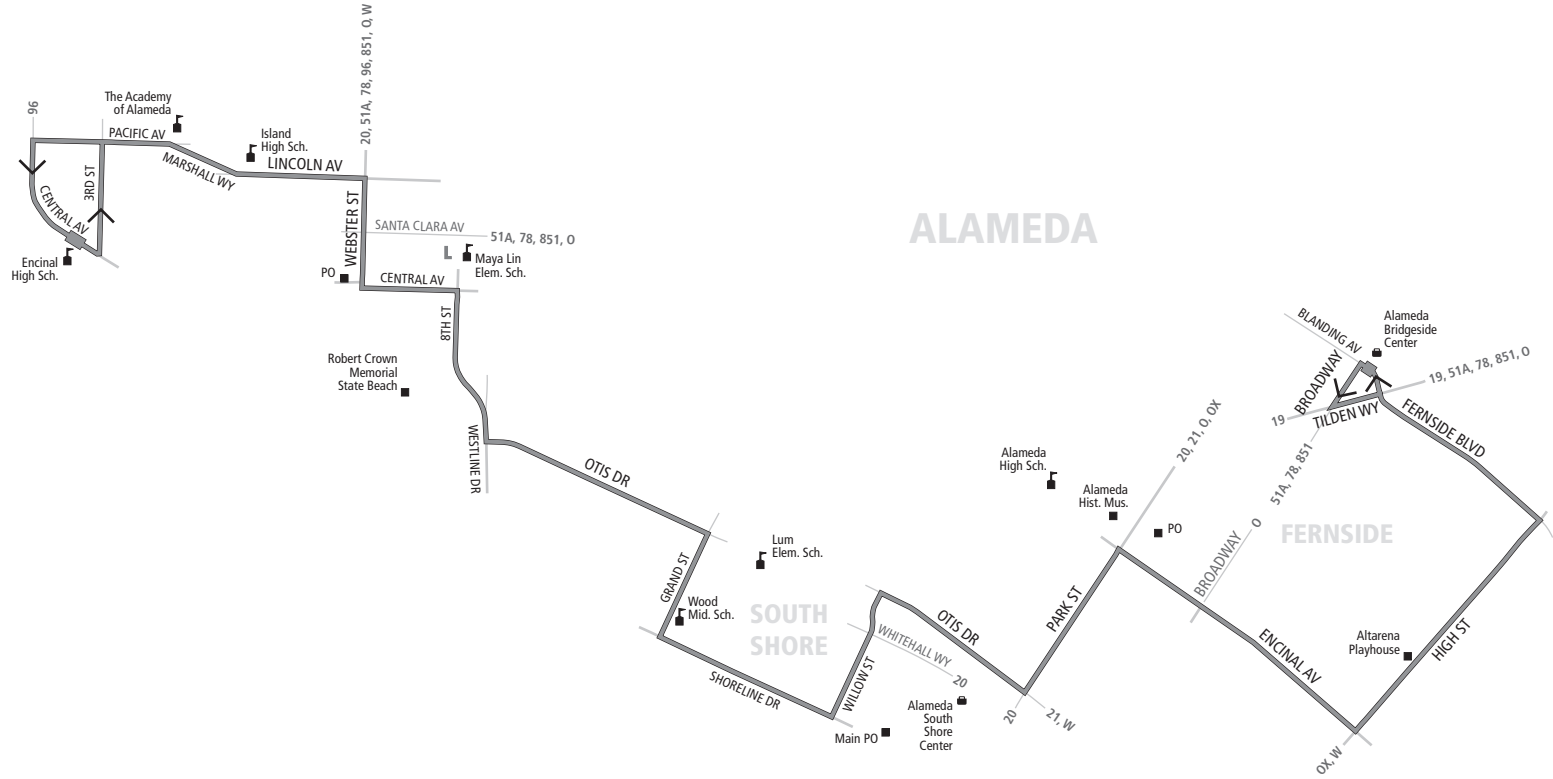 20, 51A, 78, 96, 851, O, W
96
The Academy
of Alameda
PACIFIC AV
Island
High Sch.
MARSHALL WY
LINCOLN AV
3RD ST
CENTRAL AV
Encinal
High Sch.
WEBSTER ST
SANTA CLARA AV
51A, 78, 851, O
L
Maya Lin
Elem. Sch.
PO
CENTRAL AV
8TH ST
Robert Crown
Memorial
State Beach
WESTLINE DR
OTIS DR
ALAMEDA
GRAND ST
Lum
Elem. Sch.
Wood
Mid. Sch.
SOUTH
SHORE
SHORELINE DR
WILLOW ST
WHITEHALL WY
20
OTIS DR
Main PO
Alameda
South
Shore
Center
20
21, W
PARK ST
Alameda
High Sch.
Alameda
Hist. Mus.
PO
20, 21, O, OX
BROADWAY
O
51A, 78, 851
FERNSIDE
ENCINAL AV
OX, W
HIGH ST
Altarena
Playhouse
FERNSIDE BLVD
BLANDING AV
Alameda
Bridgeside
Center
BROADWAY
19
TILDEN WY
19, 51A, 78, 851, O